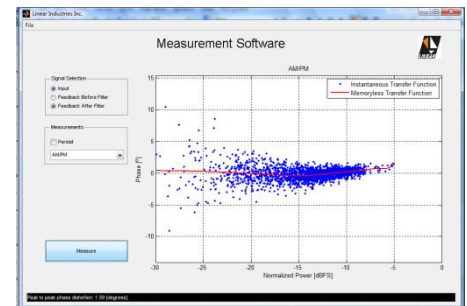 Linear Industries Inc.
File
Measurement Software
LINEAR
Signal Selection
Input
Feedback Before Filter
Feedback After Filter
Measurements
Persist
AM/PM
Measure
AM/PM
Instantaneous Transfer Function
Memoryless Transfer Function
Phase [º]
15
10
5
0
-5
-10
-30
-25
-20
-15
-10
-5
0
Normalized Power [dBFS]
Peak to peak phase distortion: 1.89 [degrees]